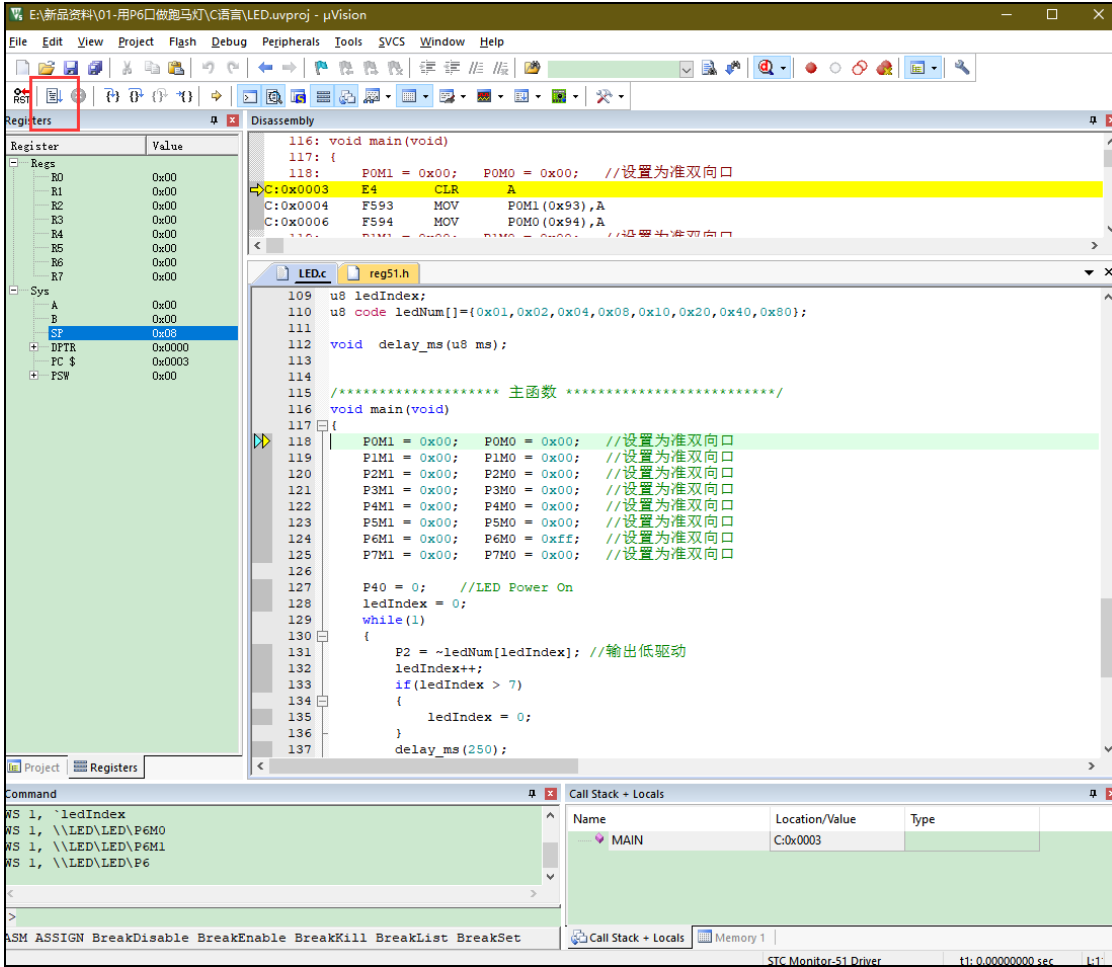 E:\新品资料\01-用P6口做跑马灯\C语言\LED.uvproj - µVision
File Edit View Project Flash Debug Peripherals Tools SVCS Window Help
RST
Registers
Register Value
Regs
R0 0x00
R1 0x00
R2 0x00
R3 0x00
R4 0x00
R5 0x00
R6 0x00
R7 0x00
Sys
A 0x00
B 0x00
SP 0x08
DPTR 0x0000
PC $ 0x0003
PSW 0x00
Project Registers
Disassembly
116: void main(void)
117: {
118: P0M1 = 0x00; P0M0 = 0x00; //设置为准双向口
C:0x0003 E4 CLR A
C:0x0004 F593 MOV P0M1(0x93),A
C:0x0006 F594 MOV P0M0(0x94),A
119: P1M1 = 0x00; P1M0 = 0x00; //设置为准双向口
LED.c reg51.h
109 u8 ledIndex;
110 u8 code ledNum[]={0x01,0x02,0x04,0x08,0x10,0x20,0x40,0x80};
111
112 void delay_ms(u8 ms);
113
114
115 /******************** 主函数 **************************/
116 void main(void)
117 {
118 P0M1 = 0x00; P0M0 = 0x00; //设置为准双向口
119 P1M1 = 0x00; P1M0 = 0x00; //设置为准双向口
120 P2M1 = 0x00; P2M0 = 0x00; //设置为准双向口
121 P3M1 = 0x00; P3M0 = 0x00; //设置为准双向口
122 P4M1 = 0x00; P4M0 = 0x00; //设置为准双向口
123 P5M1 = 0x00; P5M0 = 0x00; //设置为准双向口
124 P6M1 = 0x00; P6M0 = 0xff; //设置为准双向口
125 P7M1 = 0x00; P7M0 = 0x00; //设置为准双向口
126
127 P40 = 0; //LED Power On
128 ledIndex = 0;
129 while(1)
130 {
131 P2 = ~ledNum[ledIndex]; //输出低驱动
132 ledIndex++;
133 if(ledIndex > 7)
134 {
135 ledIndex = 0;
136 }
137 delay_ms(250);
Command
WS 1, `ledIndex
WS 1, \\LED\LED\P6M0
WS 1, \\LED\LED\P6M1
WS 1, \\LED\LED\P6
>
ASM ASSIGN BreakDisable BreakEnable BreakKill BreakList BreakSet
Call Stack + Locals
Name Location/Value Type
MAIN C:0x0003
Call Stack + Locals Memory 1
STC Monitor-51 Driver t1: 0.00000000 sec